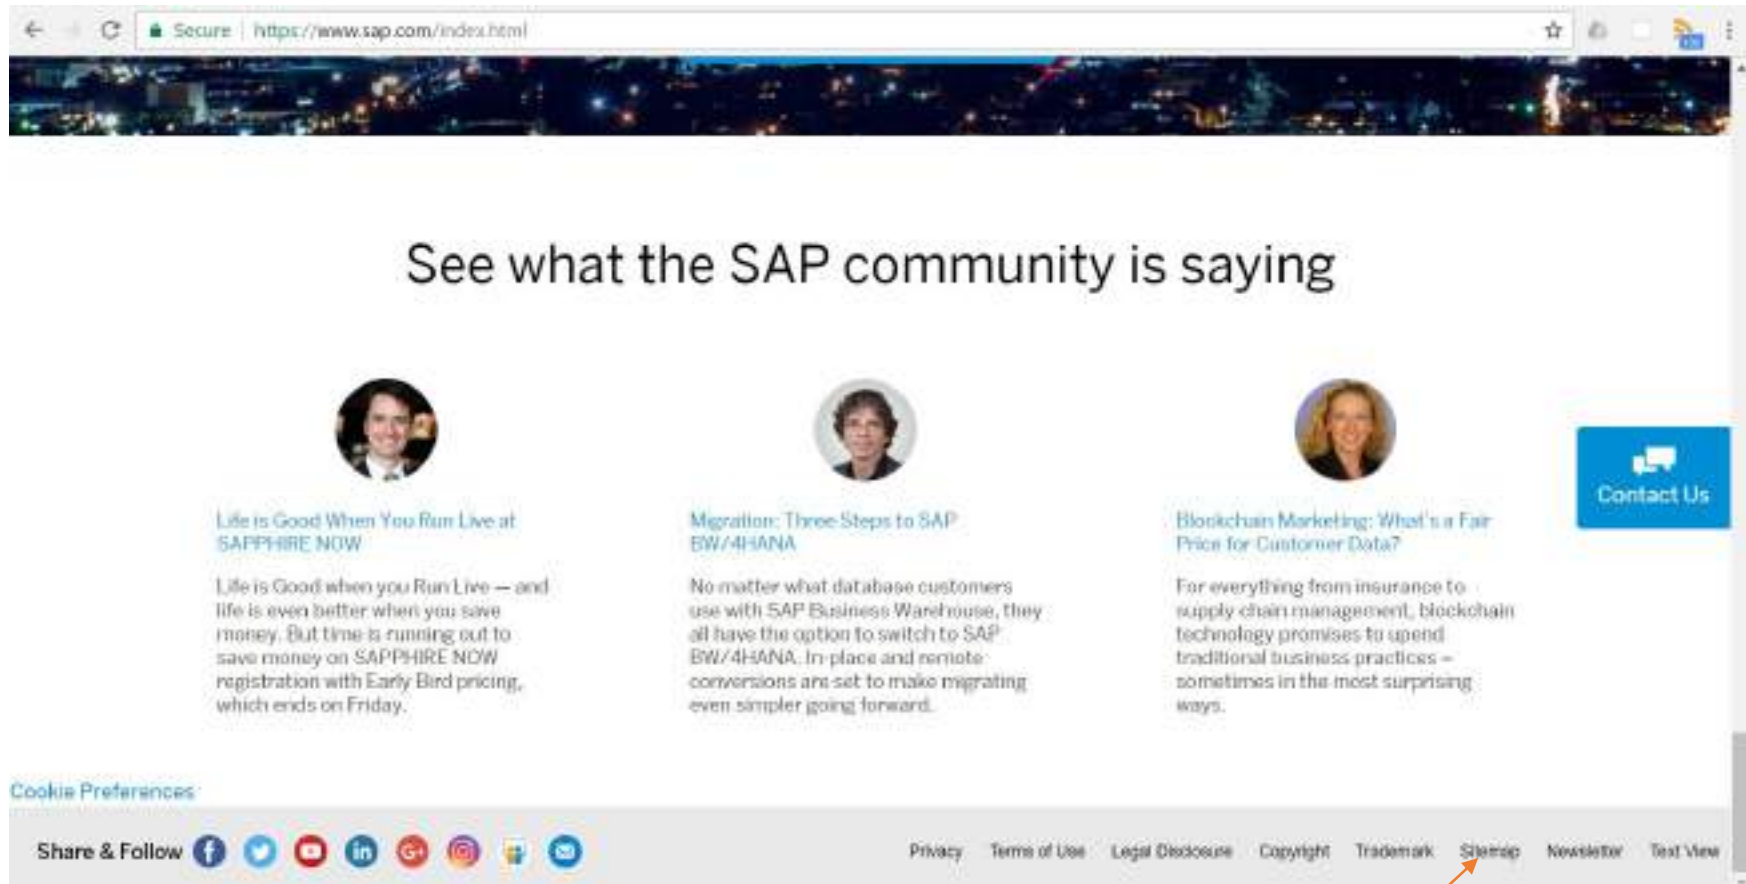 Secure | https://www.sap.com/index.html
See what the SAP community is saying
Life is Good When You Run Live at
SAPPHIRE NOW
Life is Good when you Run Live — and
life is even better when you save
money. But time is running out to
save money on SAPPHIRE NOW
registration with Early Bird pricing,
which ends on Friday.
Migration: Three Steps to SAP
BW/4HANA
No matter what database customers
use with SAP Business Warehouse, they
all have the option to switch to SAP
BW/4HANA. In-place and remote
conversions are set to make migrating
even simpler going forward.
Blockchain Marketing: What's a Fair
Price for Customer Data?
For everything from insurance to
supply chain management, blockchain
technology promises to upend
traditional business practices –
sometimes in the most surprising
ways.
Contact Us
Cookie Preferences
Share & Follow
Privacy Terms of Use Legal Disclosure Copyright Trademark Sitemap Newsletter Text View